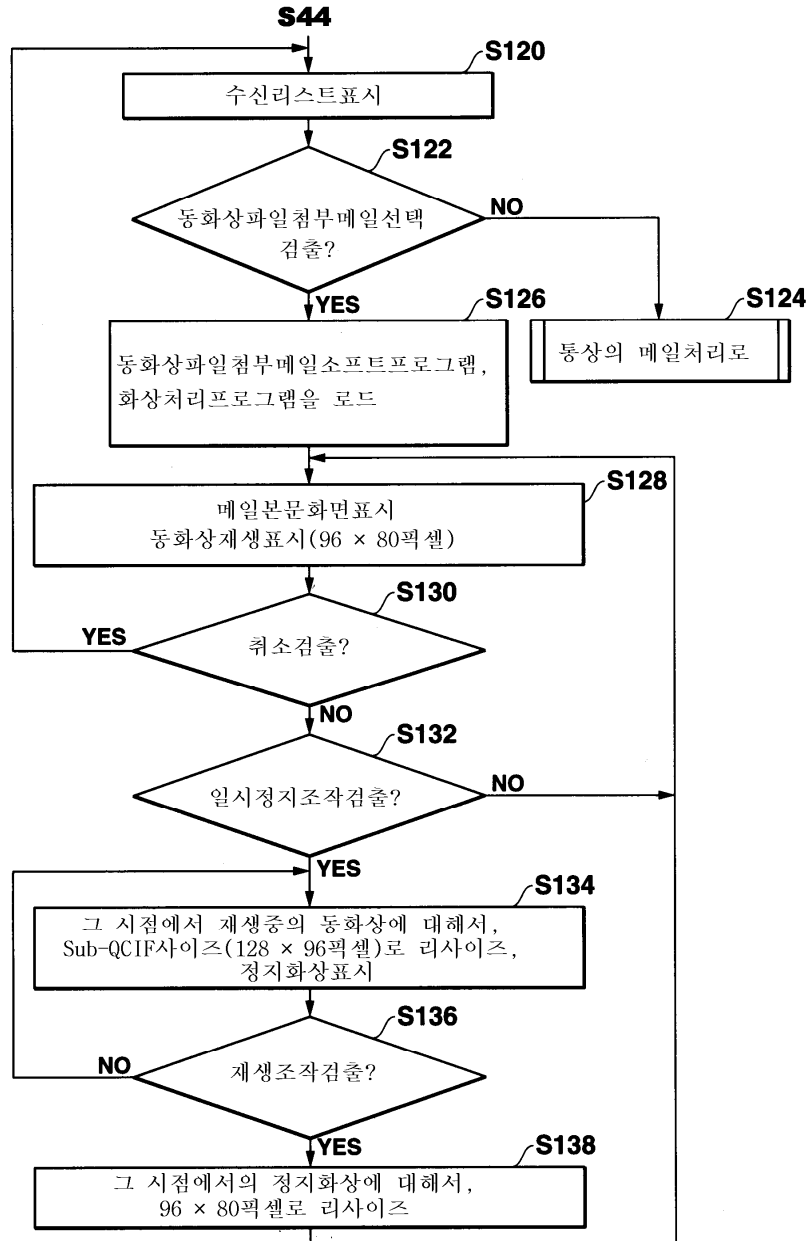 S44
S120
수신리스트표시
S122
동화상파일첨부메일선택
검출?
NO
YES
S126
S124
동화상파일첨부메일소프트프로그램,
화상처리프로그램을 로드
통상의 메일처리로
S128
메일본문화면표시
동화상재생표시(96 × 80픽셀)
S130
YES
취소검출?
NO
S132
일시정지조작검출?
NO
YES
S134
그 시점에서 재생중의 동화상에 대해서,
Sub-QCIF사이즈(128 × 96픽셀)로 리사이즈,
정지화상표시
S136
NO
재생조작검출?
YES
S138
그 시점에서의 정지화상에 대해서,
96 × 80픽셀로 리사이즈